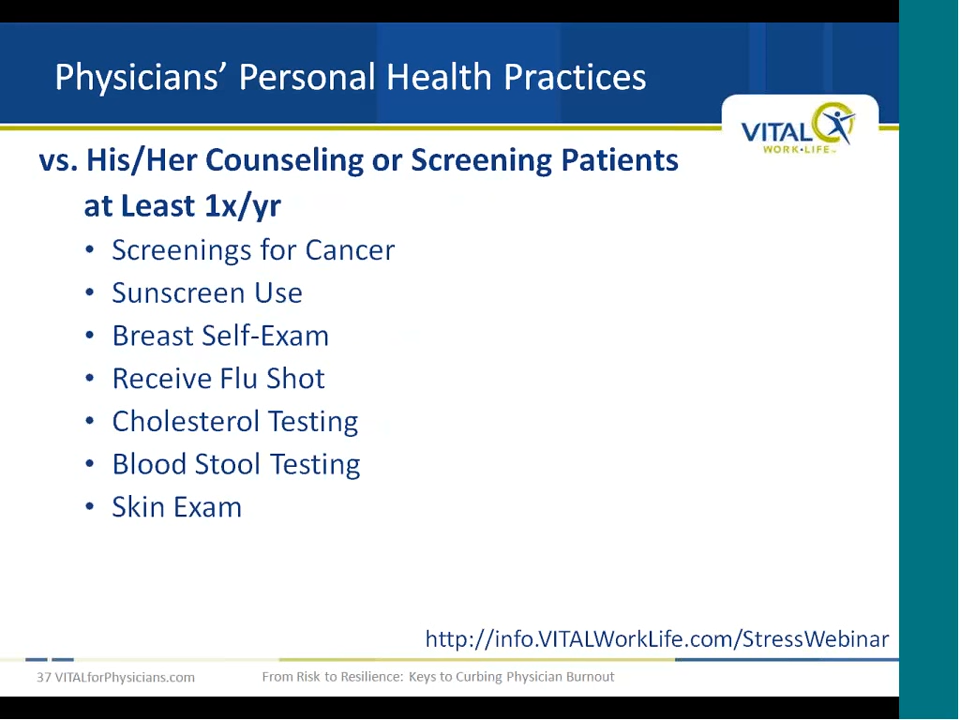 Physicians’ Personal Health Practices
VITAL
WORK•LIFE
vs. His/Her Counseling or Screening Patients
at Least 1x/yr
• Screenings for Cancer
• Sunscreen Use
• Breast Self-Exam
• Receive Flu Shot
• Cholesterol Testing
• Blood Stool Testing
• Skin Exam
http://info.VITALWorkLife.com/StressWebinar
37 VITALforPhysicians.com
From Risk to Resilience: Keys to Curbing Physician Burnout